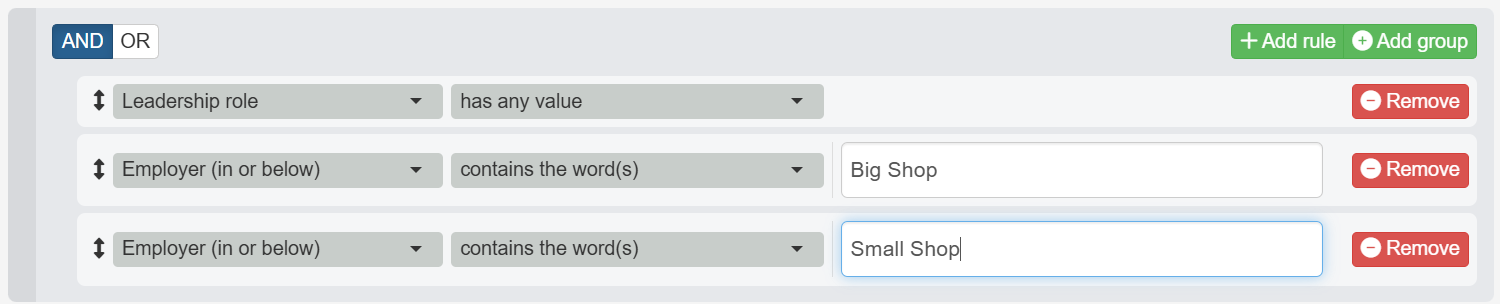 AND OR + Add rule + Add group
Leadership role has any value Remove
Employer (in or below) contains the word(s) Big Shop Remove
Employer (in or below) contains the word(s) Small Shop Remove